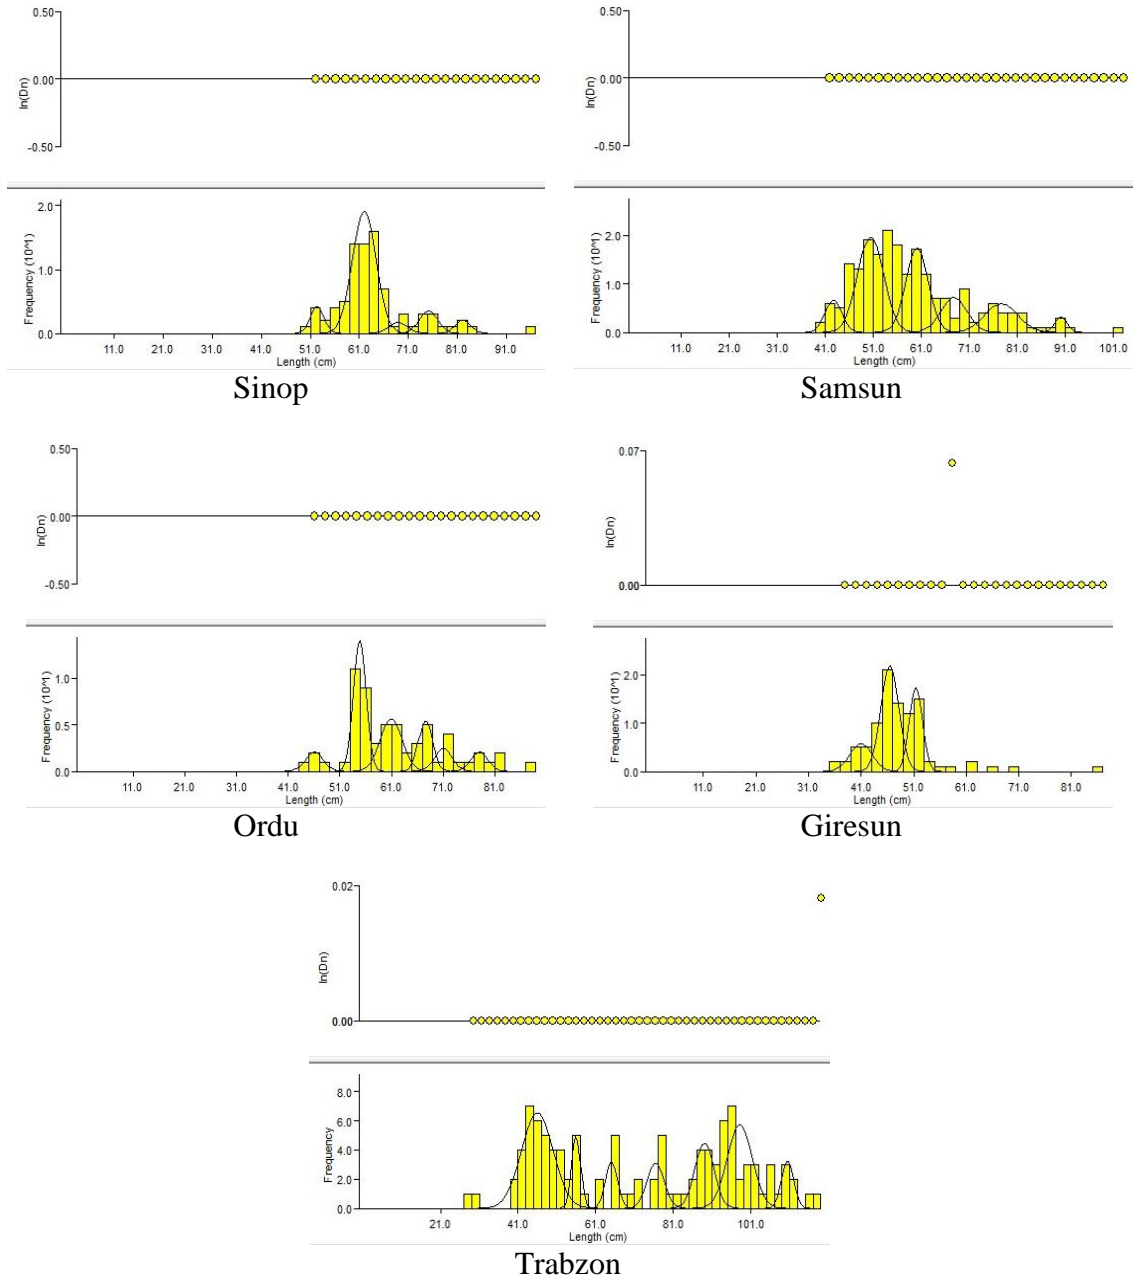 0.50
ln(Dn)
0.00
-0.50
Frequency (10^1)
2.0
1.0
0.0
11.0 21.0 31.0 41.0 51.0 61.0 71.0 81.0 91.0
Length (cm)
Sinop
0.50
ln(Dn)
0.00
-0.50
Frequency (10^1)
2.0
1.0
0.0
11.0 21.0 31.0 41.0 51.0 61.0 71.0 81.0 91.0 101.0
Length (cm)
Samsun
0.50
ln(Dn)
0.00
-0.50
Frequency (10^1)
1.0
0.5
0.0
11.0 21.0 31.0 41.0 51.0 61.0 71.0 81.0
Length (cm)
Ordu
0.07
ln(Dn)
0.00
Frequency (10^1)
2.0
1.0
0.0
11.0 21.0 31.0 41.0 51.0 61.0 71.0 81.0
Length (cm)
Giresun
0.02
ln(Dn)
0.00
Frequency
8.0
6.0
4.0
2.0
0.0
21.0 41.0 61.0 81.0 101.0
Length (cm)
Trabzon